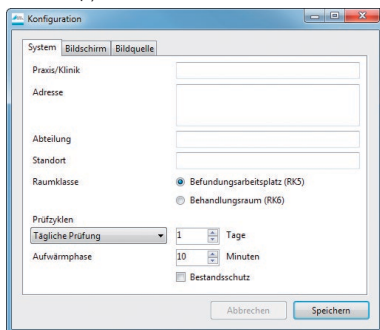 Konfiguration
System Bildschirm Bildquelle
Praxis/Klinik
Adresse
Abteilung
Standort
Raumklasse Befundungsarbeitsplatz (RK5)
Behandlungsraum (RK6)
Prüfzyklen
Tägliche Prüfung 1 Tage
Aufwärmphase 10 Minuten
Bestandsschutz
Abbrechen Speichern